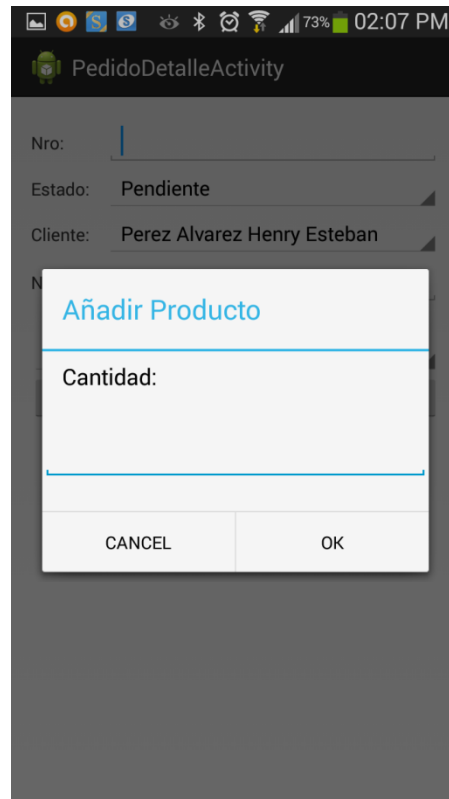 73% 02:07 PM
PedidoDetalleActivity
Nro:
Estado: Pendiente
Cliente: Perez Alvarez Henry Esteban
N
Añadir Producto
Cantidad:
CANCEL OK